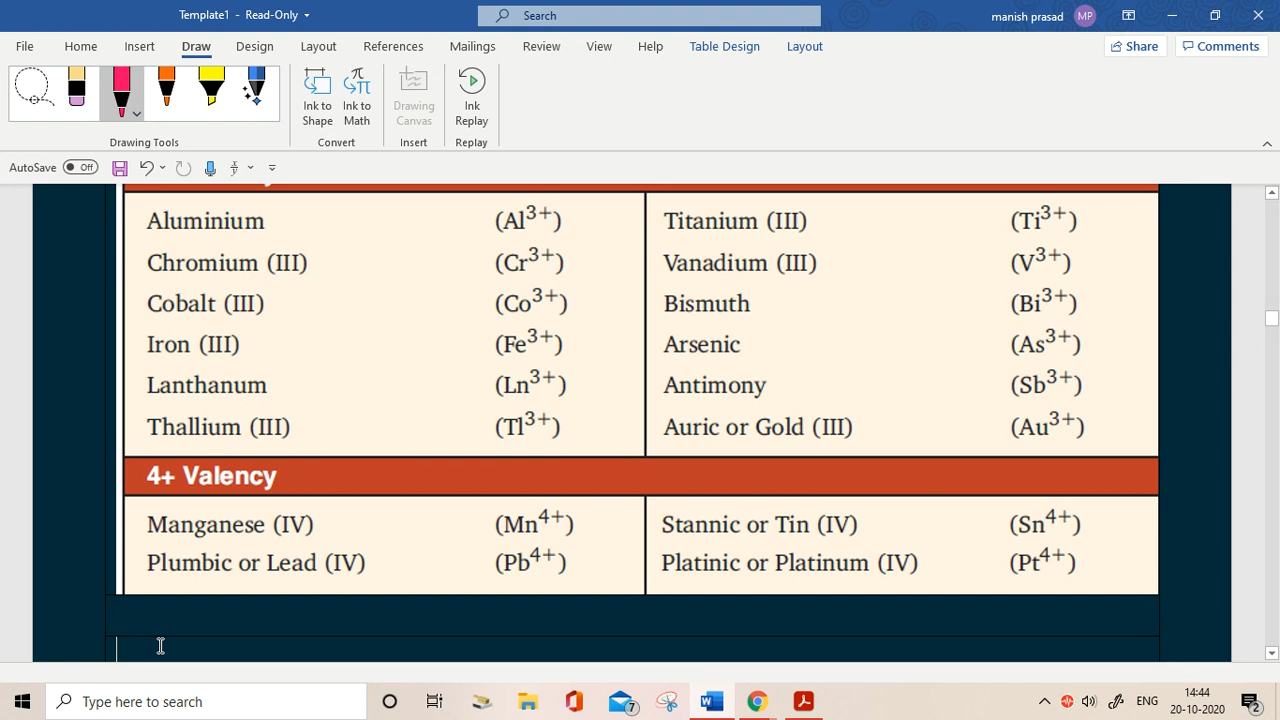 Template1 - Read-Only
Search
manish prasad MP
File Home Insert Draw Design Layout References Mailings Review View Help Table Design Layout Share Comments
Ink to Shape
Ink to Math
Drawing Canvas
Ink Replay
Drawing Tools Convert Insert Replay
AutoSave Off
Aluminium (Al3+) Titanium (III) (Ti3+)
Chromium (III) (Cr3+) Vanadium (III) (V3+)
Cobalt (III) (Co3+) Bismuth (Bi3+)
Iron (III) (Fe3+) Arsenic (As3+)
Lanthanum (Ln3+) Antimony (Sb3+)
Thallium (III) (Tl3+) Auric or Gold (III) (Au3+)
4+ Valency
Manganese (IV) (Mn4+) Stannic or Tin (IV) (Sn4+)
Plumbic or Lead (IV) (Pb4+) Platinic or Platinum (IV) (Pt4+)
Type here to search
7
ENG
14:44
20-10-2020
2